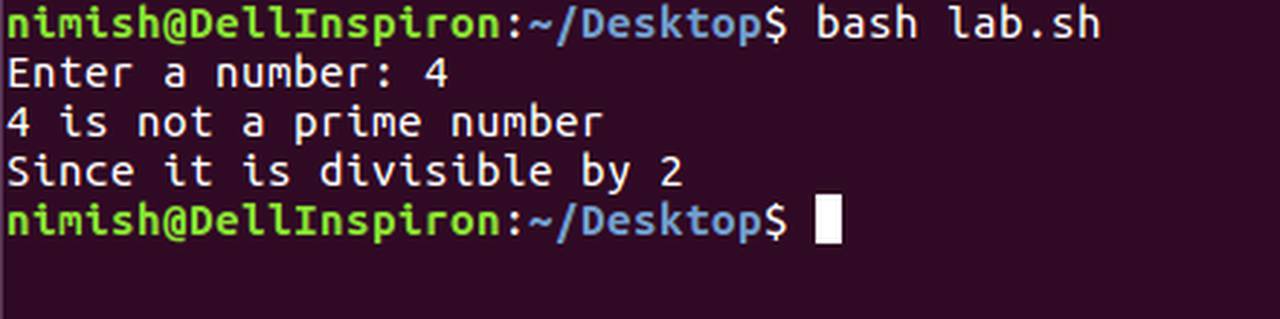 nimish@DellInspiron:~/Desktop$ bash lab.sh
Enter a number: 4
4 is not a prime number
Since it is divisible by 2
nimish@DellInspiron:~/Desktop$